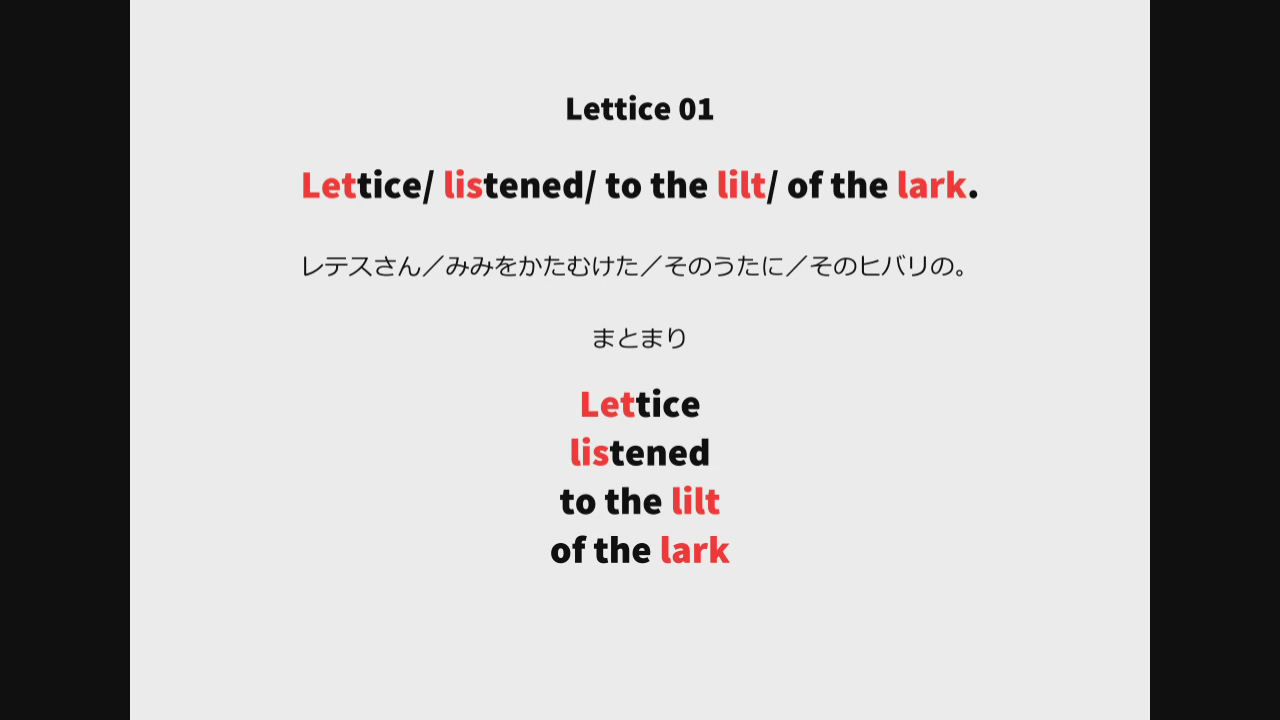 Lettice 01
Lettice/ listened/ to the lilt/ of the lark.
レテスさん／みみをかたむけた／そのうたに／そのヒバリの。
まとまり
Lettice
listened
to the lilt
of the lark